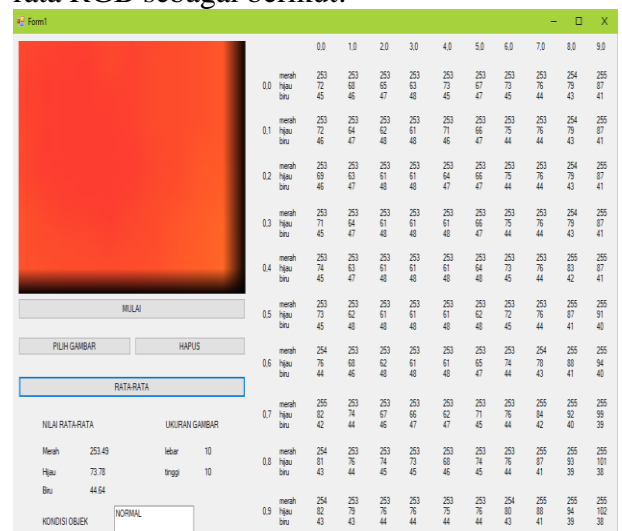 rata RGB sebagai berikut:
Form1
0,0 1,0 2,0 3,0 4,0 5,0 6,0 7,0 8,0 9,0
merah 253 253 253 253 253 253 253 253 254 255
0,0 hijau 72 68 65 63 73 67 73 76 79 87
biru 45 46 47 48 45 47 45 44 43 41
merah 253 253 253 253 253 253 253 253 254 255
0,1 hijau 72 64 62 61 71 66 75 76 79 87
biru 46 47 48 48 46 47 44 44 43 41
merah 253 253 253 253 253 253 253 253 254 255
0,2 hijau 69 63 61 61 64 66 75 76 79 87
biru 46 47 48 48 47 47 44 44 43 41
merah 253 253 253 253 253 253 253 253 254 255
0,3 hijau 71 64 61 61 61 66 75 76 79 87
biru 45 47 48 48 48 47 44 44 43 41
merah 253 253 253 253 253 253 253 253 254 255
0,4 hijau 74 63 61 61 61 64 73 76 83 87
biru 45 47 48 48 48 48 45 44 42 41
merah 253 253 253 253 253 253 253 253 255 255
0,5 hijau 73 62 61 61 61 62 72 76 87 91
biru 45 48 48 48 48 48 45 44 41 40
merah 254 253 253 253 253 253 253 254 255 255
0,6 hijau 76 68 62 61 61 65 74 78 88 94
biru 44 46 48 48 48 47 44 43 41 40
merah 255 253 253 253 253 253 253 255 255 255
0,7 hijau 82 74 67 66 62 71 76 84 92 99
biru 42 44 46 47 47 45 44 42 40 39
merah 254 253 253 253 253 253 253 255 255 255
0,8 hijau 81 76 74 73 68 74 76 87 93 101
biru 43 44 45 45 46 45 44 41 39 38
merah 254 253 253 253 253 253 254 255 255 255
0,9 hijau 82 79 76 76 75 76 80 88 94 102
biru 43 43 44 44 44 44 43 41 39 38
MULAI
PILIH GAMBAR HAPUS
RATA-RATA
NILAI RATA-RATA UKURAN GAMBAR
Merah 253.49 lebar 10
Hijau 73.78 tinggi 10
Biru 44.64
KONDISI OBJEK NORMAL